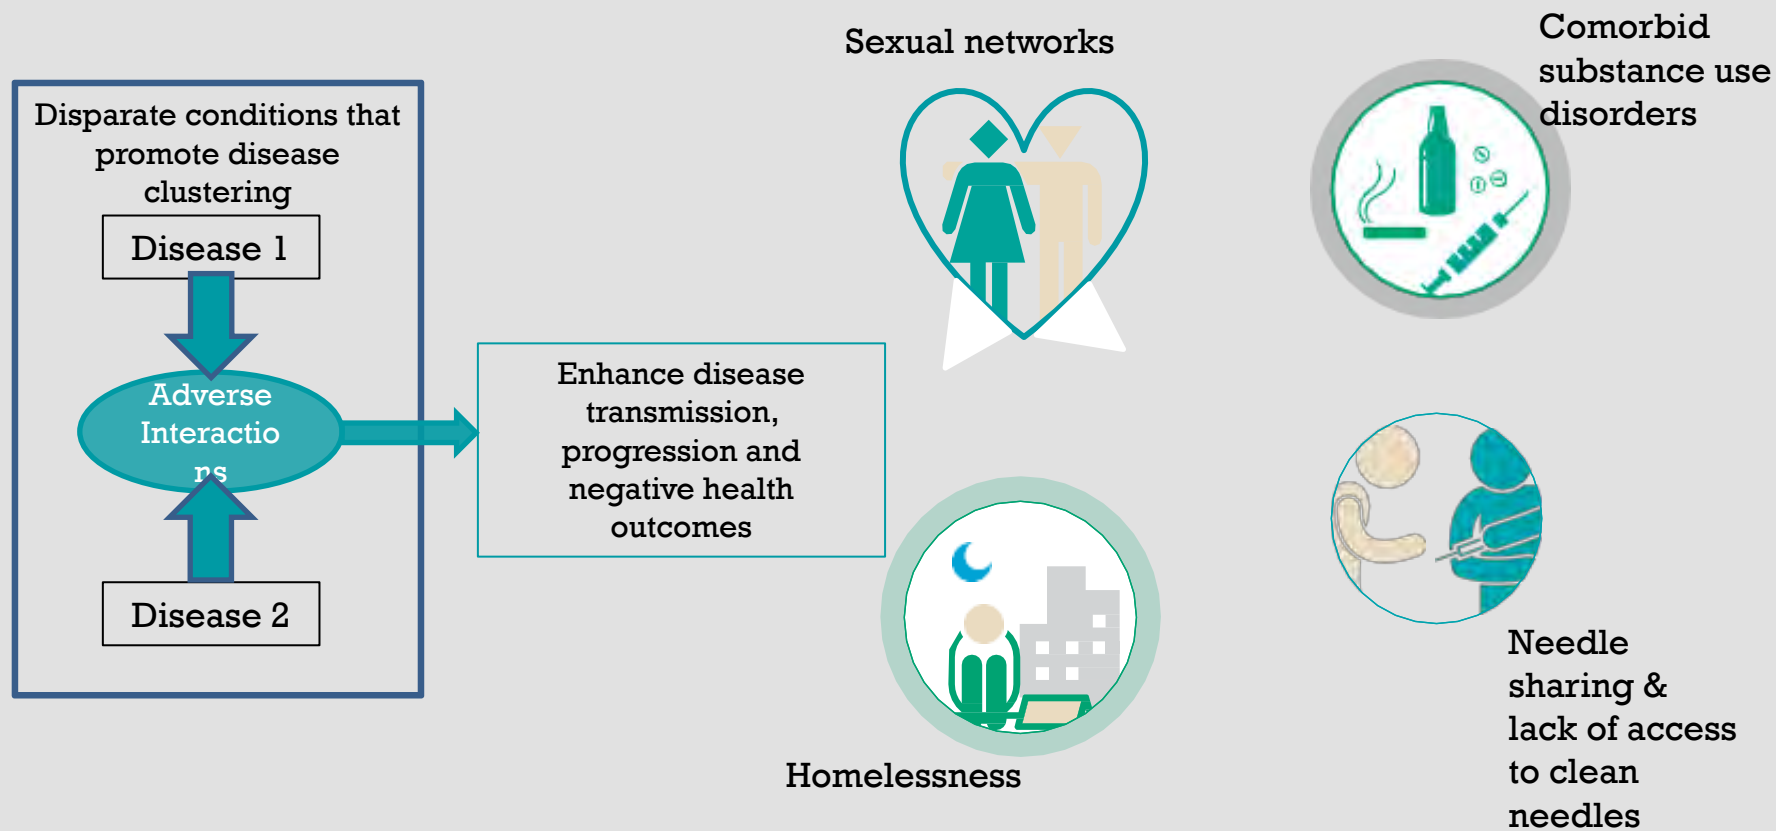 Disparate conditions that
promote disease
clustering
Disease 1
Adverse
Interactio
ns
Disease 2
Enhance disease
transmission,
progression and
negative health
outcomes
Sexual networks
Comorbid
substance use
disorders
Homelessness
Needle
sharing &
lack of access
to clean
needles